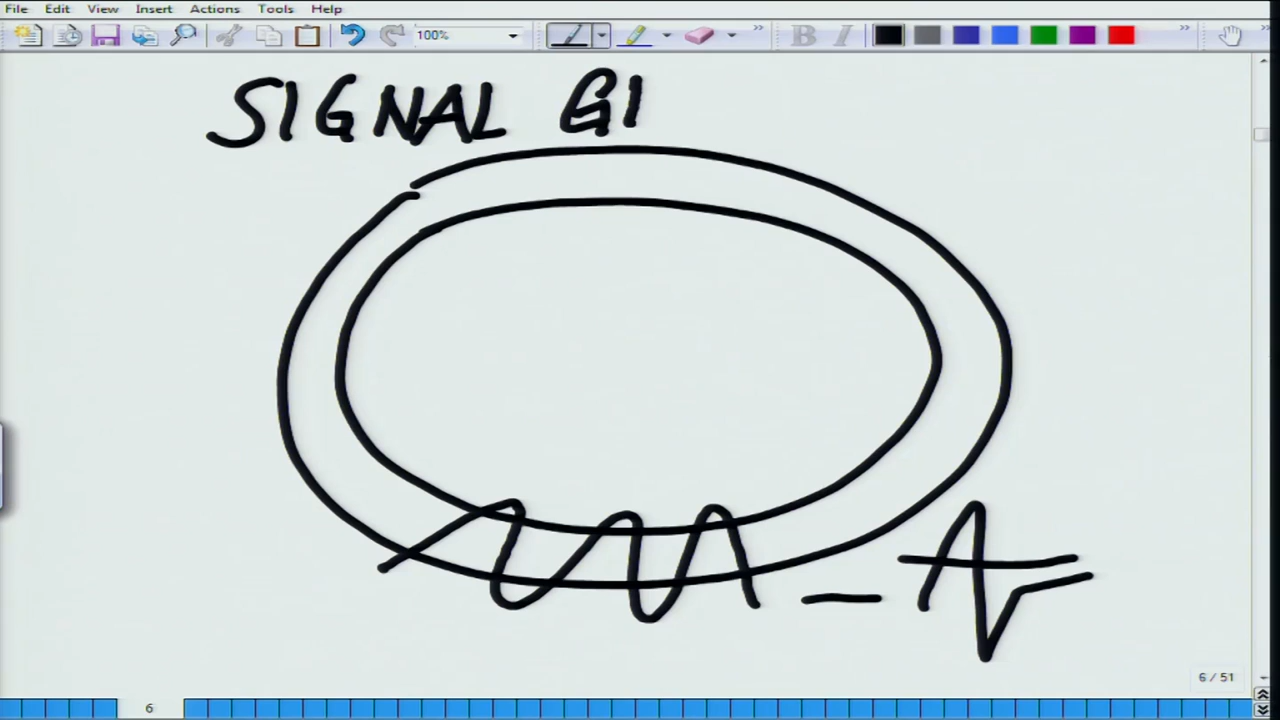 File Edit View Insert Actions Tools Help
100%
B I
SIGNAL GI
6 / 51
6